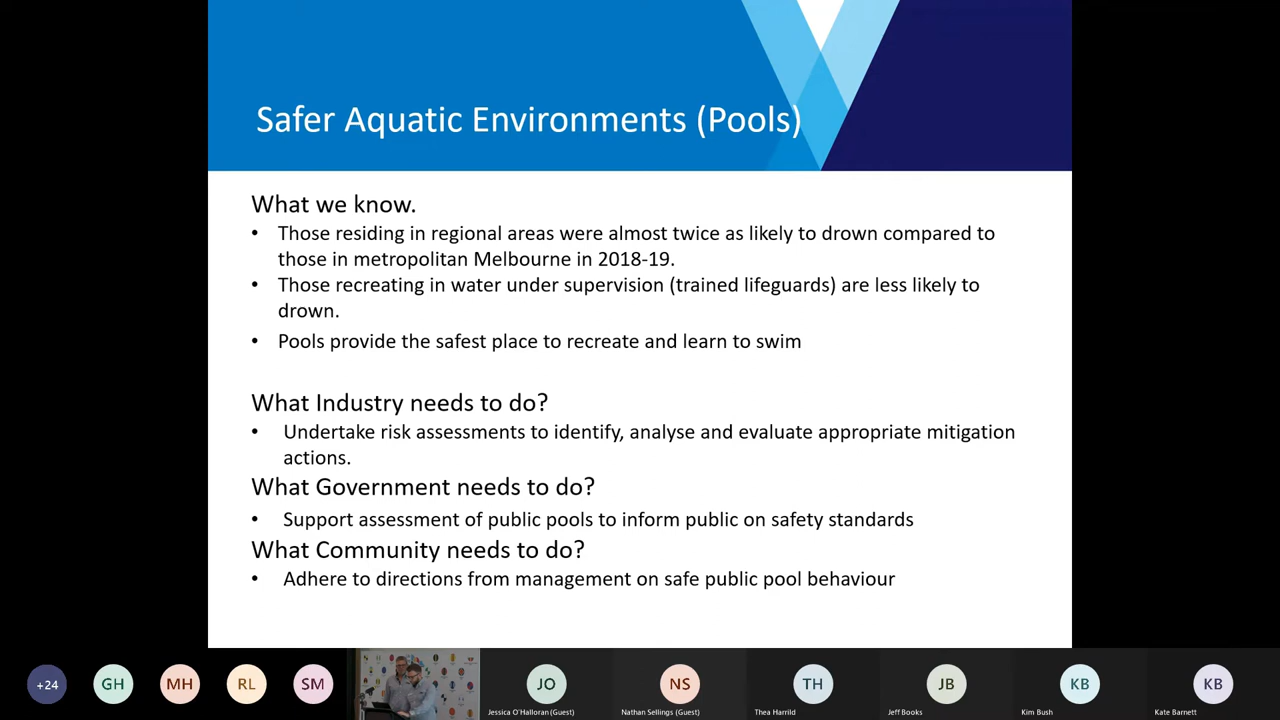 Safer Aquatic Environments (Pools)
What we know.
• Those residing in regional areas were almost twice as likely to drown compared to
those in metropolitan Melbourne in 2018-19.
• Those recreating in water under supervision (trained lifeguards) are less likely to
drown.
• Pools provide the safest place to recreate and learn to swim
What Industry needs to do?
• Undertake risk assessments to identify, analyse and evaluate appropriate mitigation
actions.
What Government needs to do?
• Support assessment of public pools to inform public on safety standards
What Community needs to do?
• Adhere to directions from management on safe public pool behaviour
+24 GH MH RL SM JO NS TH JB KB KB
Jessica O'Halloran (Guest) Nathan Sellings (Guest) Thea Harrild Jeff Books Kim Bush Kate Barnett